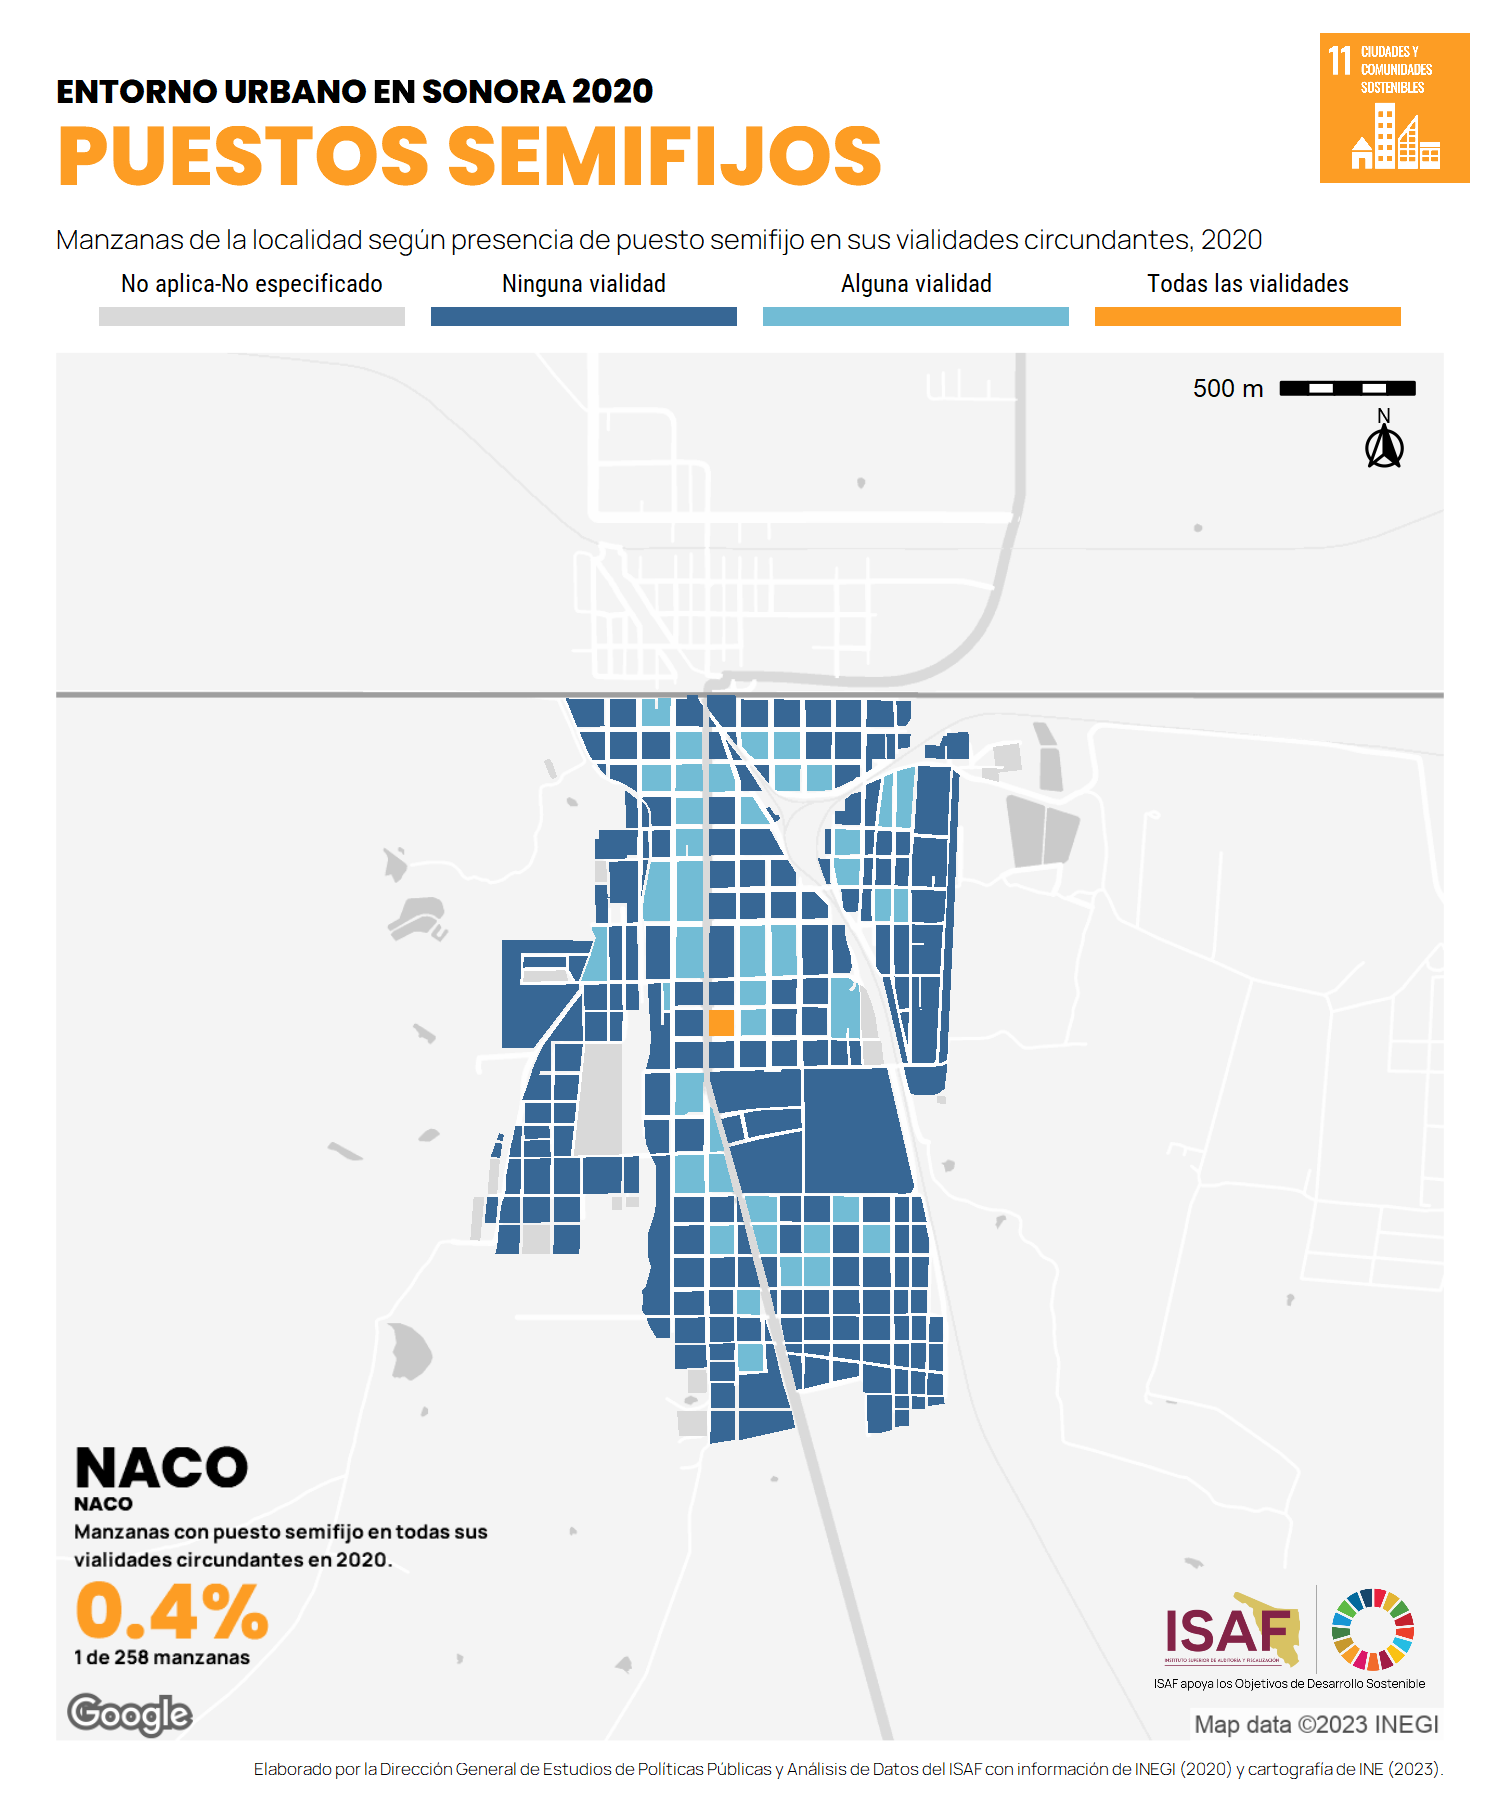 11 CIUDADES Y
COMUNIDADES
SOSTENIBLES
ENTORNO URBANO EN SONORA 2020
PUESTOS SEMIFIJOS
Manzanas de la localidad según presencia de puesto semifijo en sus vialidades circundantes, 2020
No aplica-No especificado Ninguna vialidad Alguna vialidad Todas las vialidades
500 m
N
NACO
NACO
Manzanas con puesto semifijo en todas sus
vialidades circundantes en 2020.
0.4%
1 de 258 manzanas
Google
ISAF
INSTITUTO SUPERIOR DE AUDITORÍA Y FISCALIZACIÓN
ISAF apoya los Objetivos de Desarrollo Sostenible
Map data ©2023 INEGI
Elaborado por la Dirección General de Estudios de Políticas Públicas y Análisis de Datos del ISAF con información de INEGI (2020) y cartografía de INE (2023).